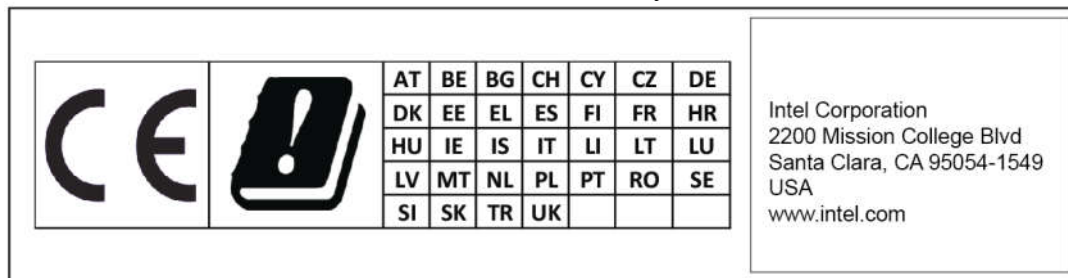 CE
AT BE BG CH CY CZ DE
DK EE EL ES FI FR HR
HU IE IS IT LI LT LU
LV MT NL PL PT RO SE
SI SK TR UK
Intel Corporation
2200 Mission College Blvd
Santa Clara, CA 95054-1549
USA
www.intel.com